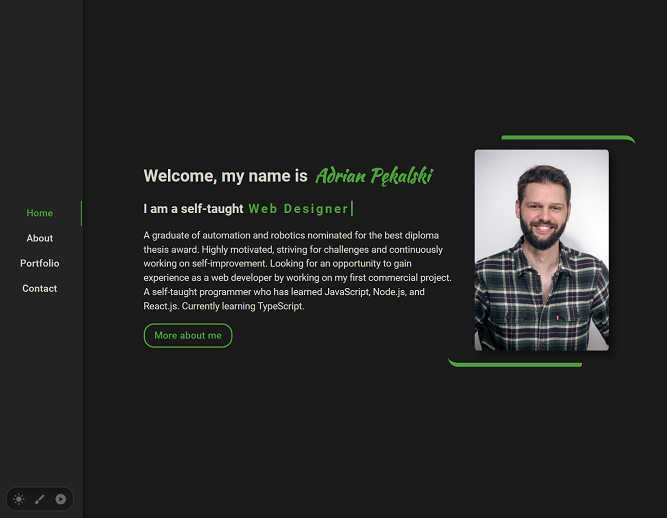 Home
About
Portfolio
Contact
Welcome, my name is Adrian Pękalski
I am a self-taught Web Designer
A graduate of automation and robotics nominated for the best diploma
thesis award. Highly motivated, striving for challenges and continuously
working on self-improvement. Looking for an opportunity to gain
experience as a web developer by working on my first commercial project.
A self-taught programmer who has learned JavaScript, Node.js, and
React.js. Currently learning TypeScript.
More about me